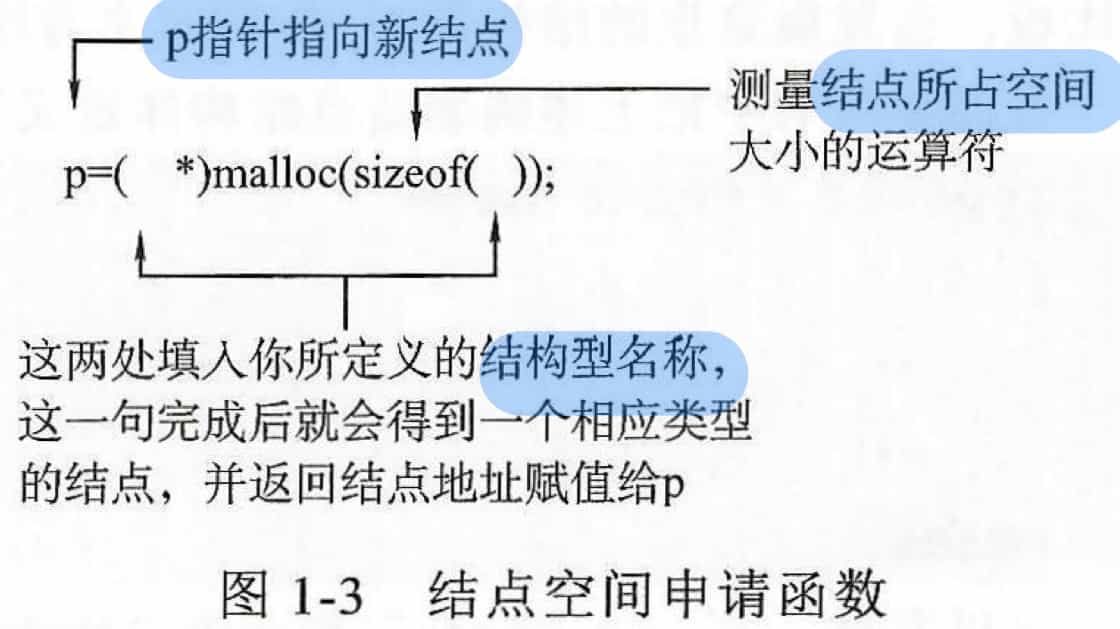 p指针指向新结点
测量结点所占空间
大小的运算符
p=( *)malloc(sizeof( ));
这两处填入你所定义的结构型名称,
这一句完成后就会得到一个相应类型
的结点，并返回结点地址赋值给p
图 1-3 结点空间申请函数